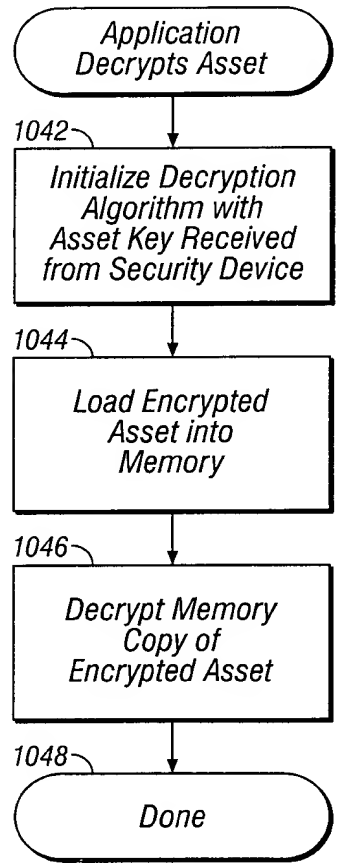 Application
Decrypts Asset
1042
Initialize Decryption
Algorithm with
Asset Key Received
from Security Device
1044
Load Encrypted
Asset into
Memory
1046
Decrypt Memory
Copy of
Encrypted Asset
1048
Done